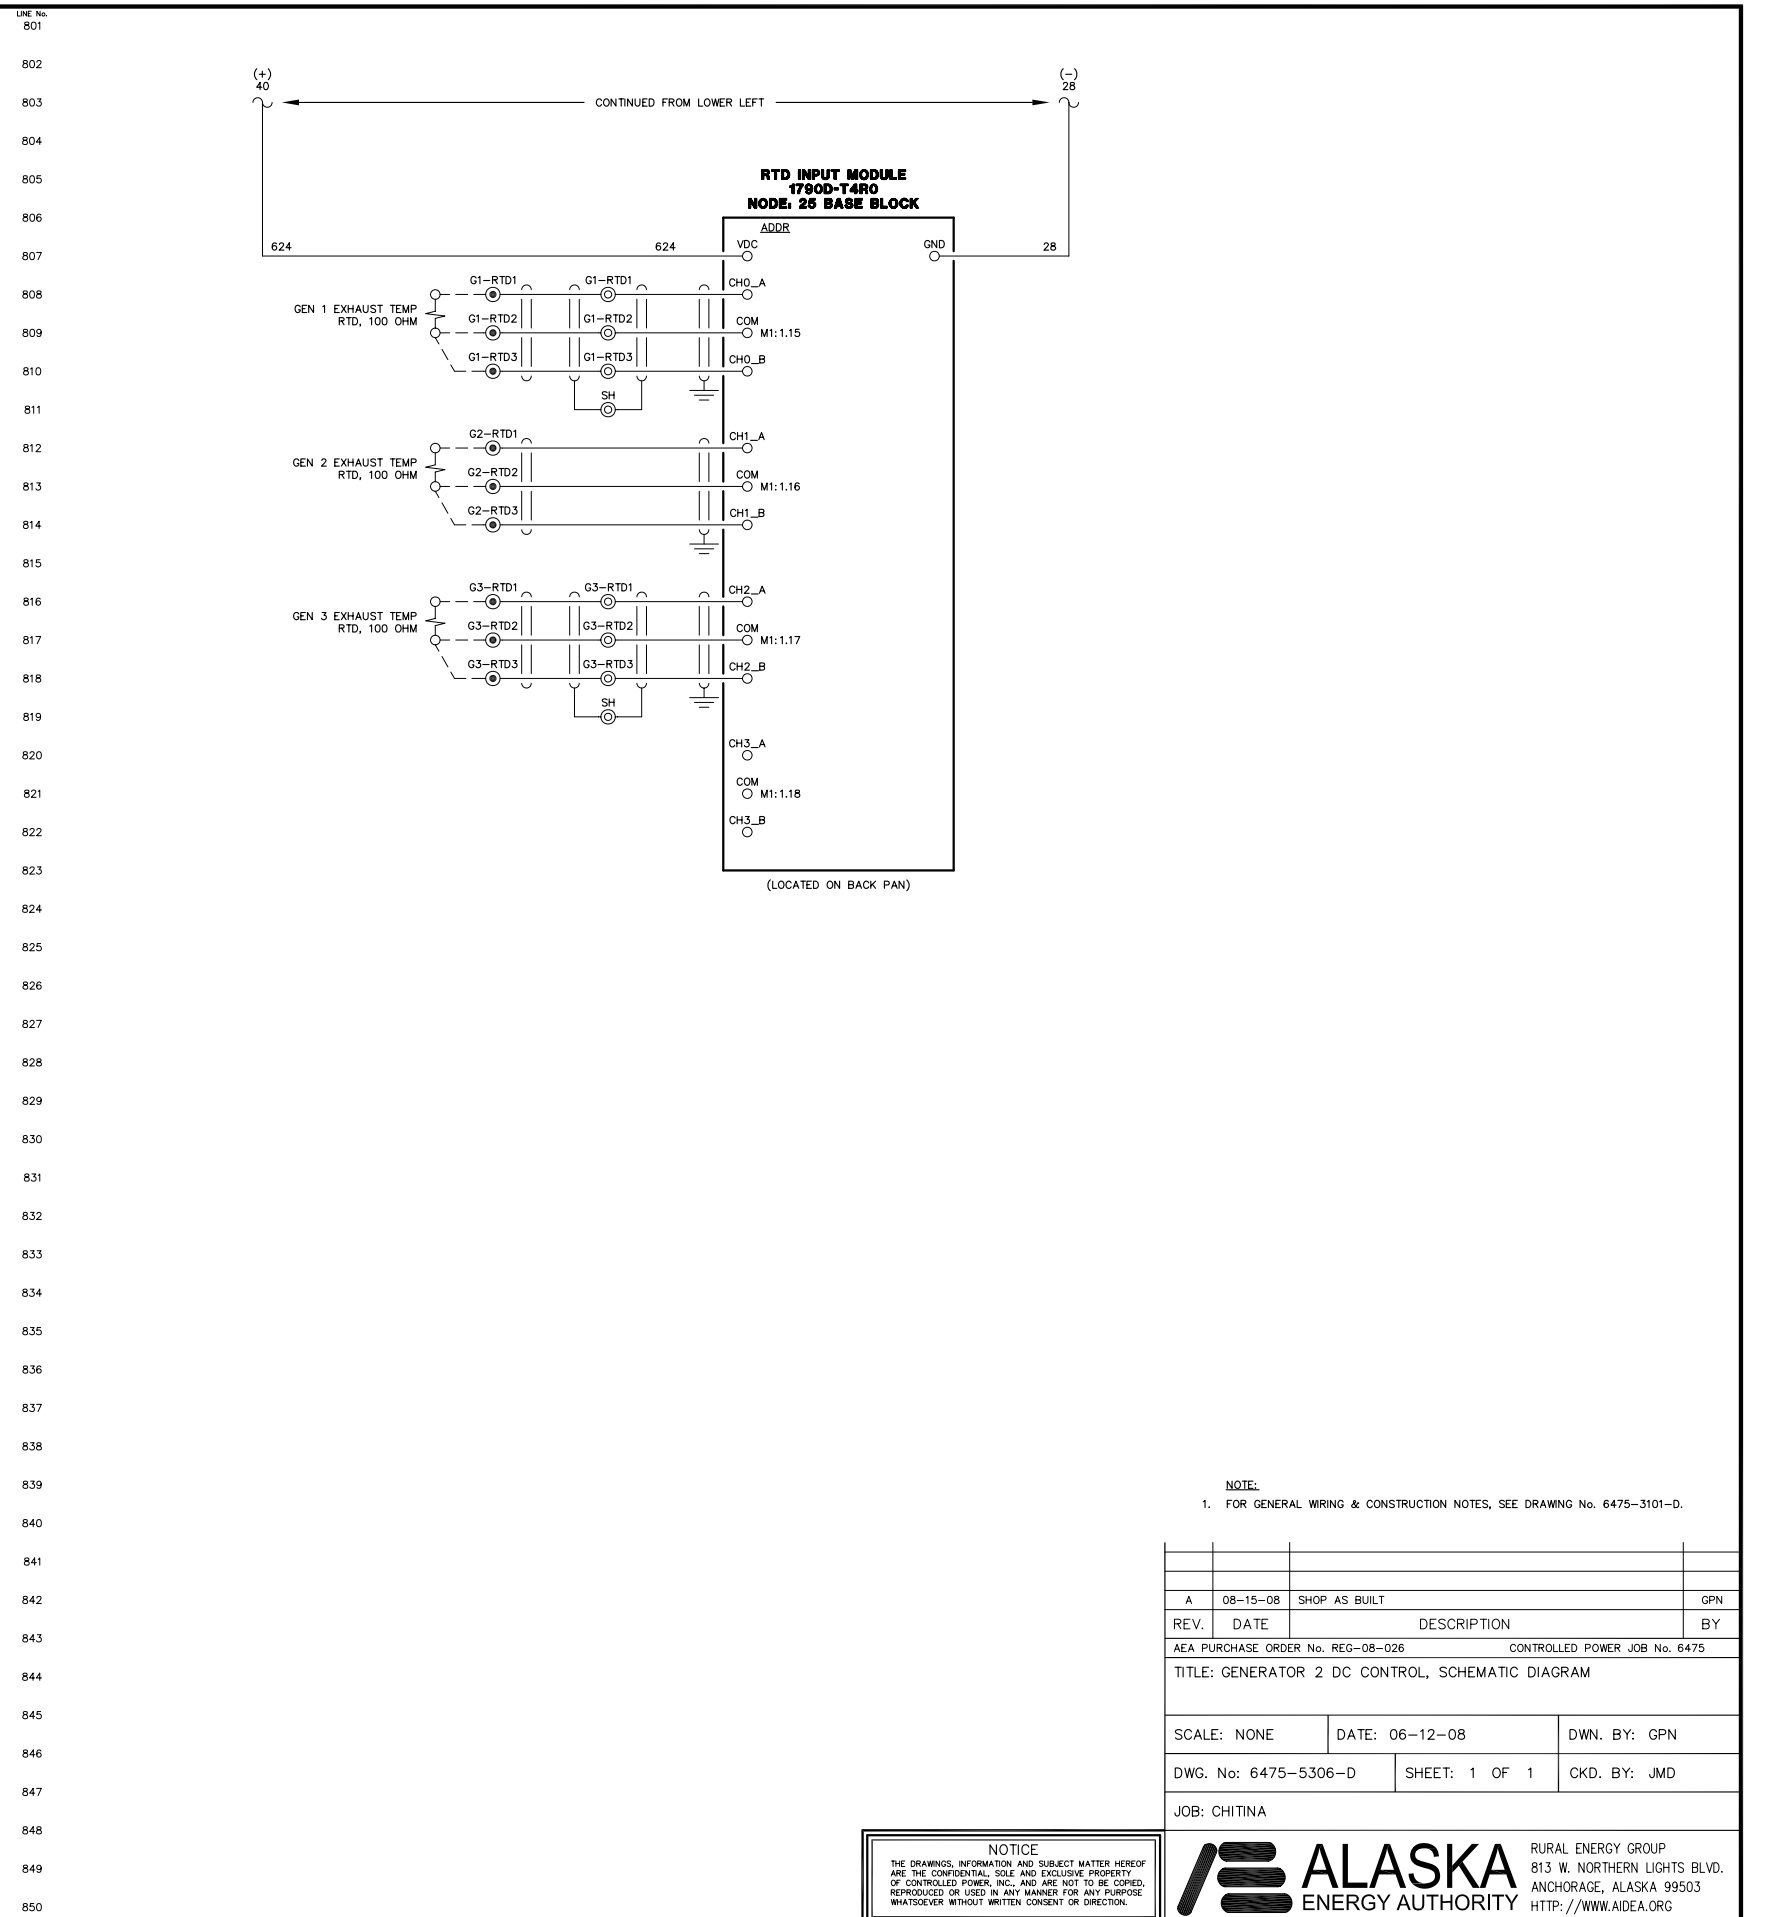 LINE No.
801
802
(+)
40
(-)
28
803
CONTINUED FROM LOWER LEFT
804
805
RTD INPUT MODULE
1790D-T4R0
NODE: 25 BASE BLOCK
806
ADDR
624
624
VDC
GND
28
807
G1-RTD1
G1-RTD1
CH0_A
808
GEN 1 EXHAUST TEMP
RTD, 100 OHM
G1-RTD2
G1-RTD2
COM
809
M1:1.15
G1-RTD3
G1-RTD3
CH0_B
810
SH
811
G2-RTD1
CH1_A
812
GEN 2 EXHAUST TEMP
RTD, 100 OHM
G2-RTD2
COM
813
M1:1.16
G2-RTD3
CH1_B
814
815
G3-RTD1
G3-RTD1
CH2_A
816
GEN 3 EXHAUST TEMP
RTD, 100 OHM
G3-RTD2
G3-RTD2
COM
817
M1:1.17
G3-RTD3
G3-RTD3
CH2_B
818
SH
819
CH3_A
820
COM
821
M1:1.18
CH3_B
822
823
(LOCATED ON BACK PAN)
824
825
826
827
828
829
830
831
832
833
834
835
836
837
838
839
NOTE:
1. FOR GENERAL WIRING & CONSTRUCTION NOTES, SEE DRAWING No. 6475-3101-D.
840
841
842
A 08-15-08 SHOP AS BUILT GPN
REV. DATE DESCRIPTION BY
843
AEA PURCHASE ORDER No. REG-08-026 CONTROLLED POWER JOB No. 6475
844
TITLE: GENERATOR 2 DC CONTROL, SCHEMATIC DIAGRAM
845
SCALE: NONE DATE: 06-12-08 DWN. BY: GPN
846
DWG. No: 6475-5306-D SHEET: 1 OF 1 CKD. BY: JMD
847
JOB: CHITINA
848
849
850
NOTICE
THE DRAWINGS, INFORMATION AND SUBJECT MATTER HEREOF
ARE THE CONFIDENTIAL, SOLE AND EXCLUSIVE PROPERTY
OF CONTROLLED POWER, INC., AND ARE NOT TO BE COPIED,
REPRODUCED OR USED IN ANY MANNER FOR ANY PURPOSE
WHATSOEVER WITHOUT WRITTEN CONSENT OR DIRECTION.
ALASKA
ENERGY AUTHORITY
RURAL ENERGY GROUP
813 W. NORTHERN LIGHTS BLVD.
ANCHORAGE, ALASKA 99503
HTTP://WWW.AIDEA.ORG